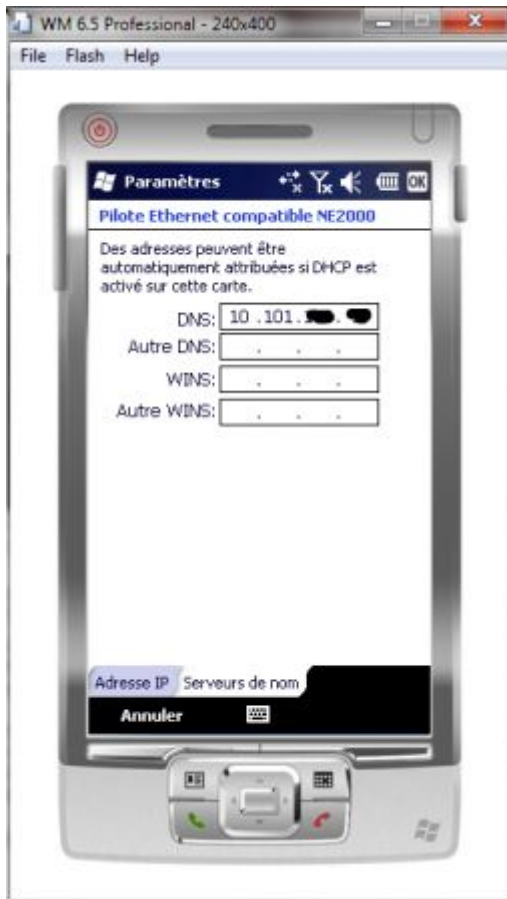 WM 6.5 Professional - 240x400
File Flash Help
Paramètres OK
Pilote Ethernet compatible NE2000
Des adresses peuvent être
automatiquement attribuées si DHCP est
activé sur cette carte.
DNS: 10 .101. .
Autre DNS: . . .
WINS: . . .
Autre WINS: . . .
Adresse IP Serveurs de nom
Annuler